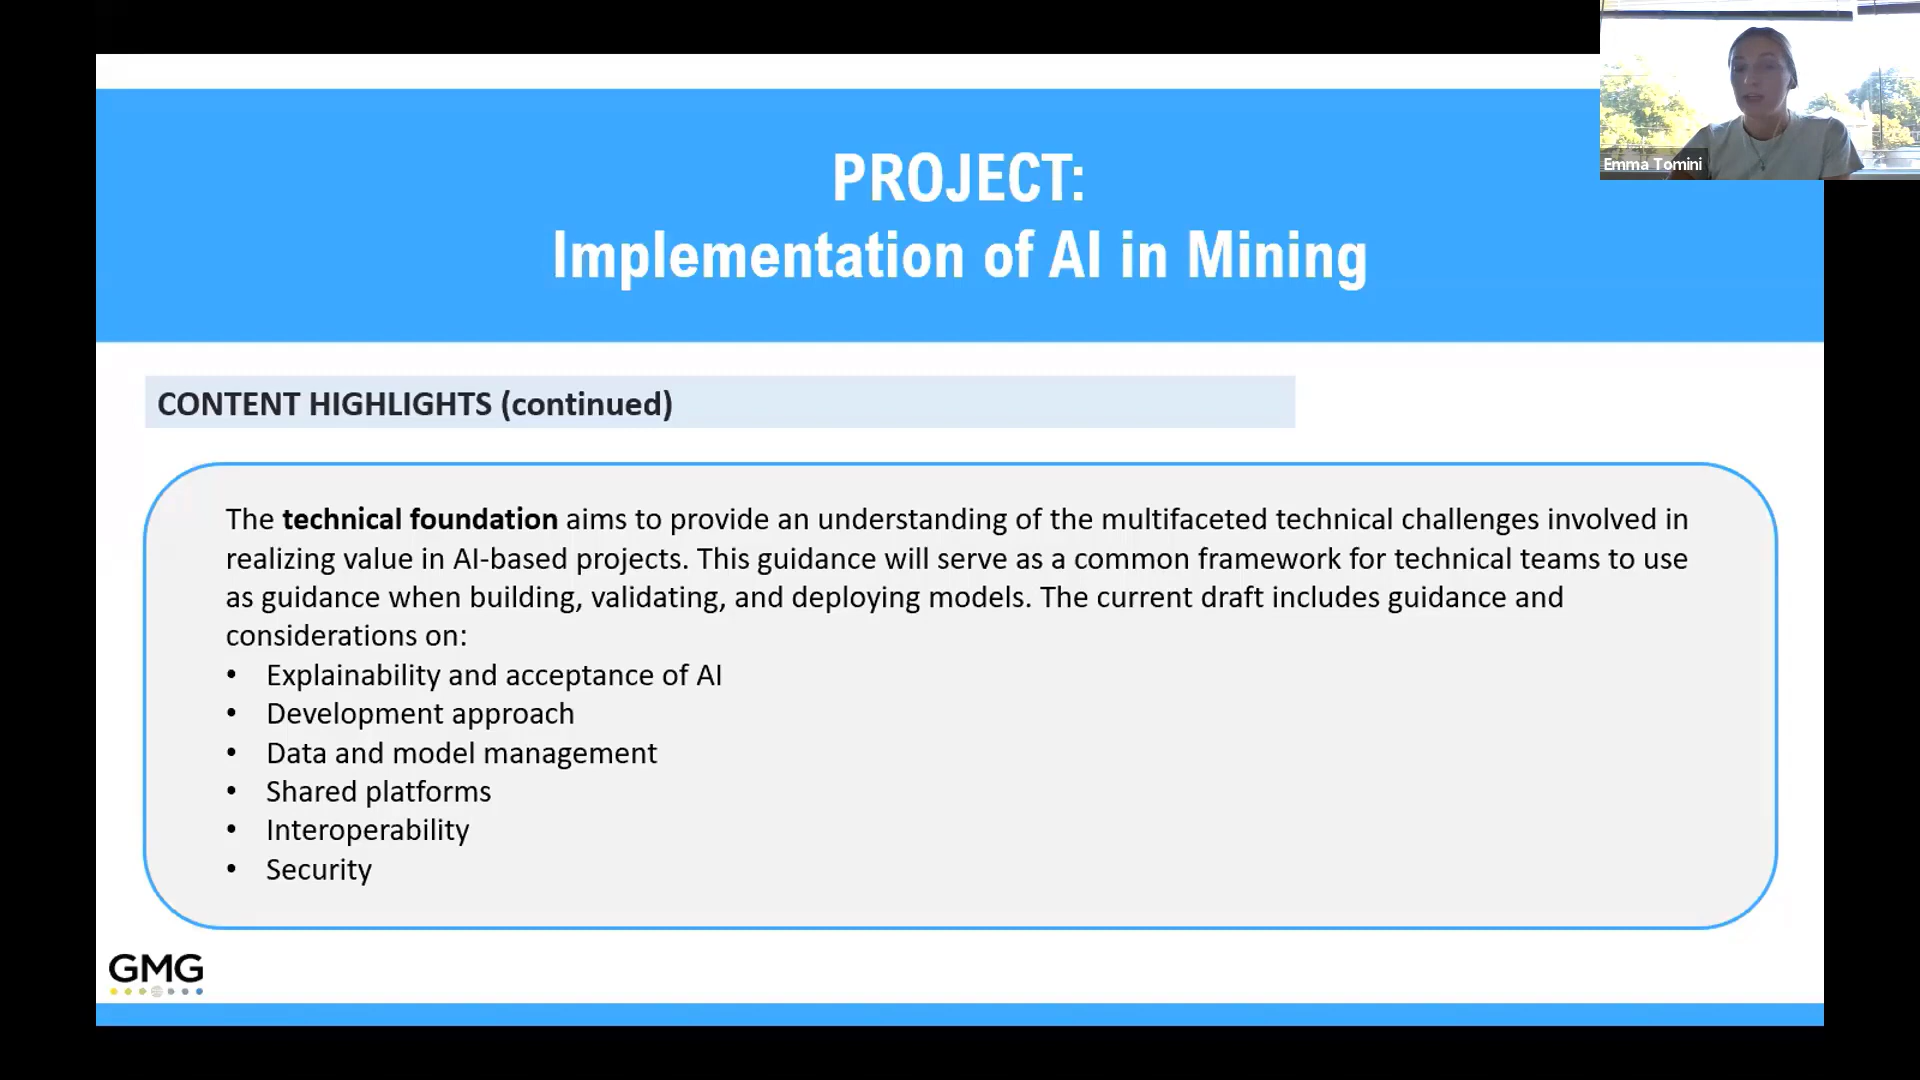 Emma Tomini
PROJECT:
Implementation of AI in Mining
CONTENT HIGHLIGHTS (continued)
The technical foundation aims to provide an understanding of the multifaceted technical challenges involved in
realizing value in AI-based projects. This guidance will serve as a common framework for technical teams to use
as guidance when building, validating, and deploying models. The current draft includes guidance and
considerations on:
• Explainability and acceptance of AI
• Development approach
• Data and model management
• Shared platforms
• Interoperability
• Security
GMG